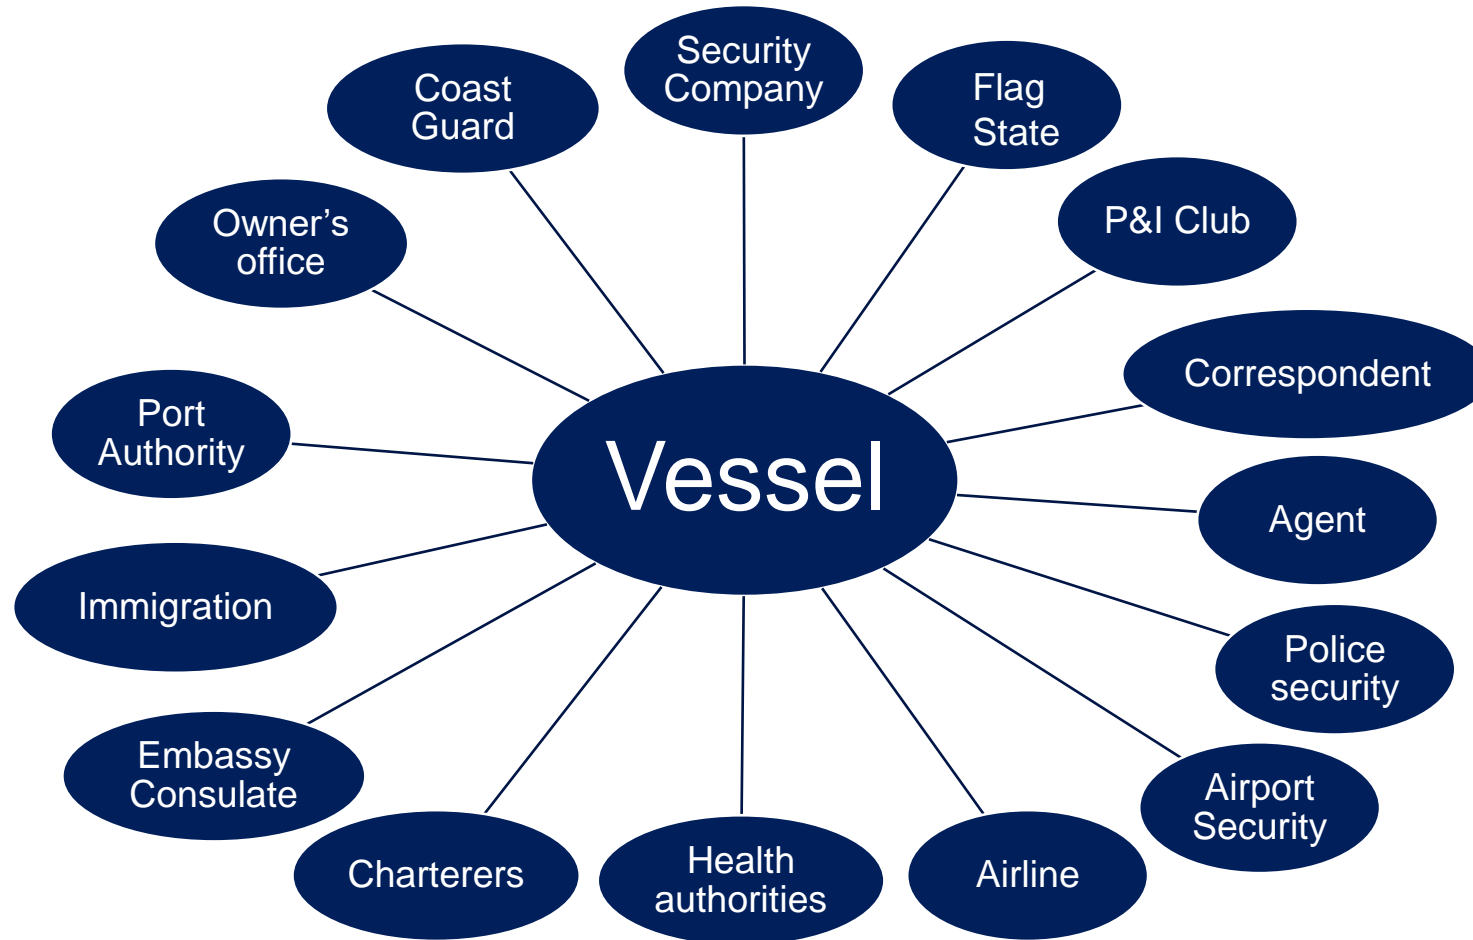 Security
Company
Coast
Guard
Flag
State
Owner’s
office
P&I Club
Correspondent
Port
Authority
Vessel
Agent
Immigration
Police
security
Embassy
Consulate
Airport
Security
Charterers
Health
authorities
Airline